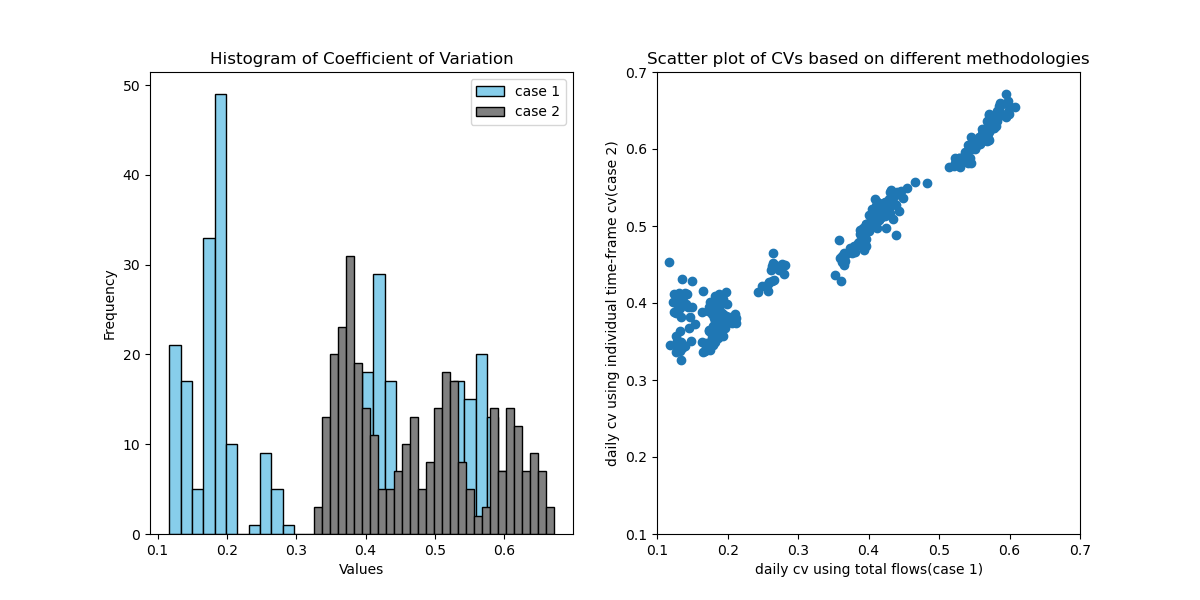 Histogram of Coefficient of Variation
case 1
case 2
Frequency
50
40
30
20
10
0
0.1 0.2 0.3 0.4 0.5 0.6
Values
Scatter plot of CVs based on different methodologies
daily cv using individual time-frame cv(case 2)
0.7
0.6
0.5
0.4
0.3
0.2
0.1
0.1 0.2 0.3 0.4 0.5 0.6 0.7
daily cv using total flows(case 1)